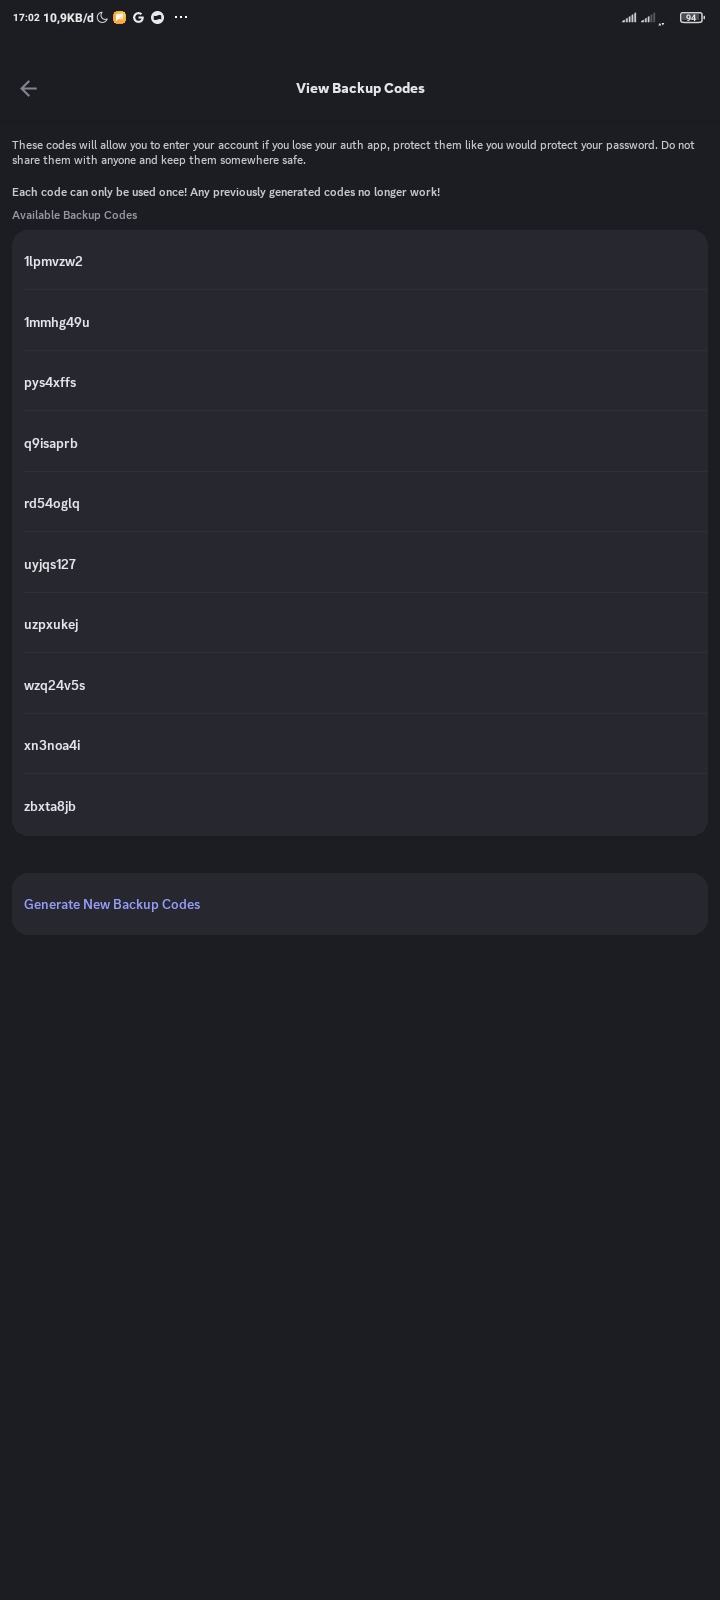 17:02 10,9KB/d
94
View Backup Codes
These codes will allow you to enter your account if you lose your auth app, protect them like you would protect your password. Do not
share them with anyone and keep them somewhere safe.
Each code can only be used once! Any previously generated codes no longer work!
Available Backup Codes
1lpmvzw2
1mmhg49u
pys4xffs
q9isaprb
rd54oglq
uyjqs127
uzpxukej
wzq24v5s
xn3noa4i
zbxta8jb
Generate New Backup Codes